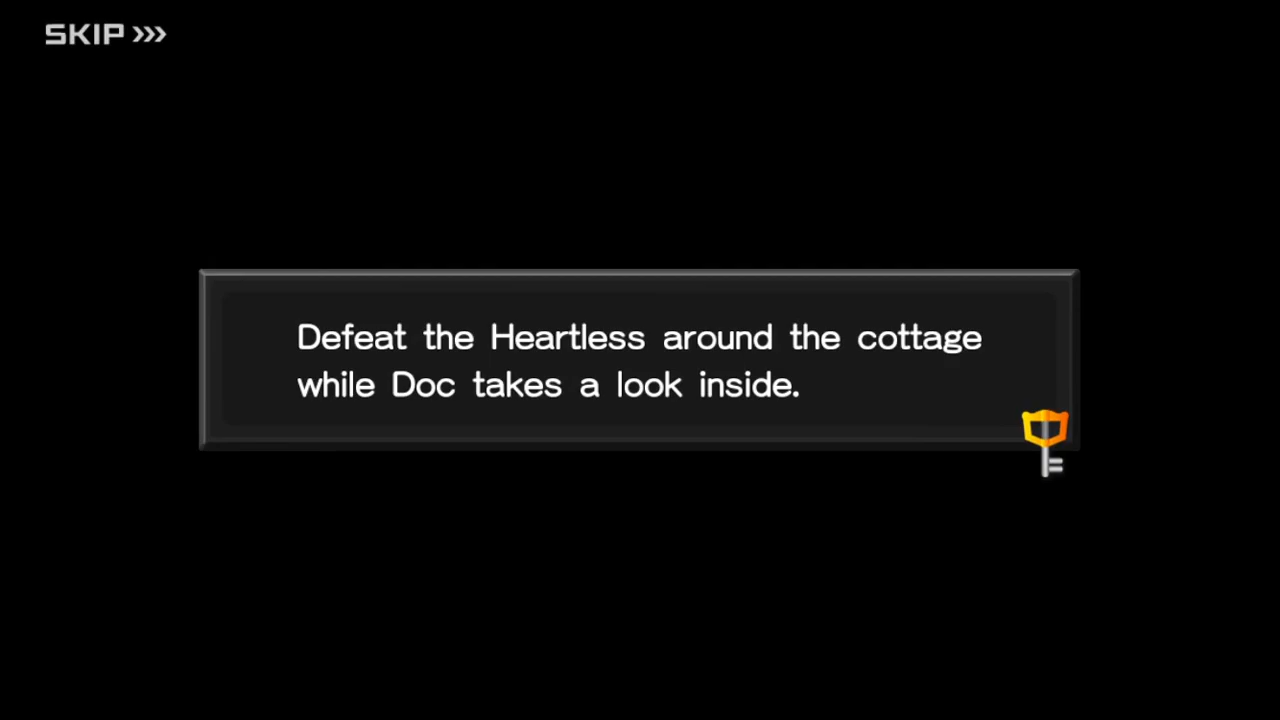 SKIP >>>
Defeat the Heartless around the cottage
while Doc takes a look inside.